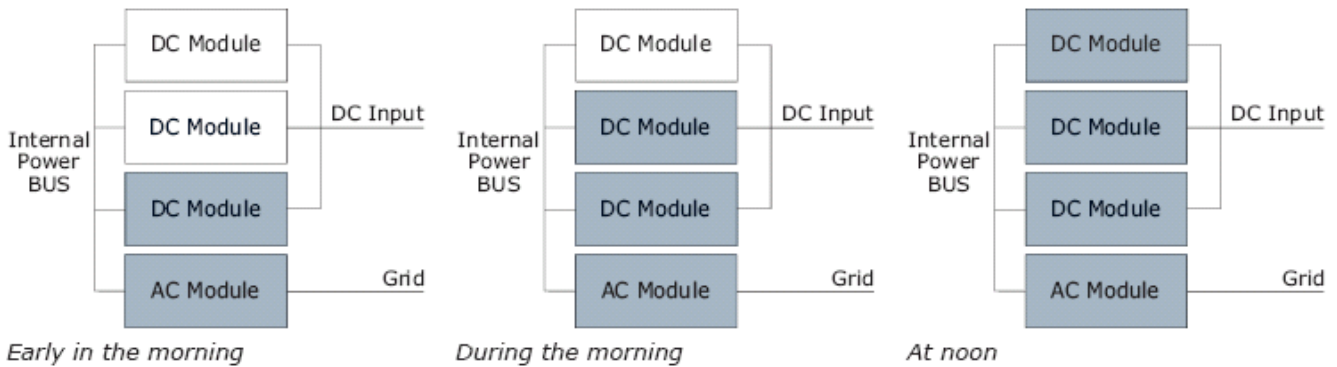 DC Module
DC Module
DC Input
Internal
Power
BUS
DC Module
AC Module
Grid
Early in the morning
DC Module
DC Module
DC Input
Internal
Power
BUS
DC Module
AC Module
Grid
During the morning
DC Module
DC Module
DC Input
Internal
Power
BUS
DC Module
AC Module
Grid
At noon